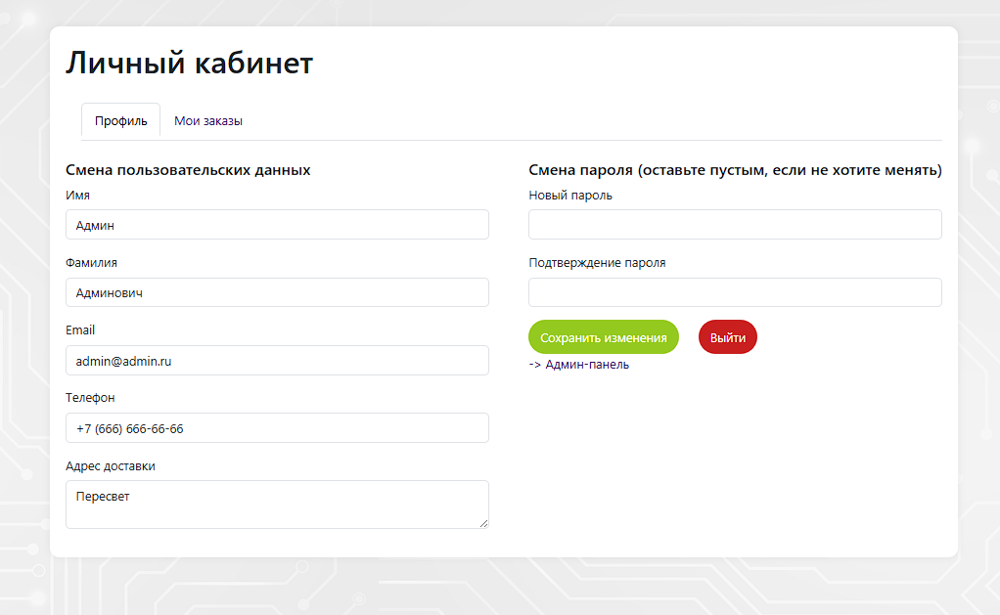 Личный кабинет
Профиль
Мои заказы
Смена пользовательских данных
Имя
Админ
Фамилия
Админович
Email
admin@admin.ru
Телефон
+7 (666) 666-66-66
Адрес доставки
Пересвет
Смена пароля (оставьте пустым, если не хотите менять)
Новый пароль
Подтверждение пароля
Сохранить изменения
Выйти
-> Админ-панель